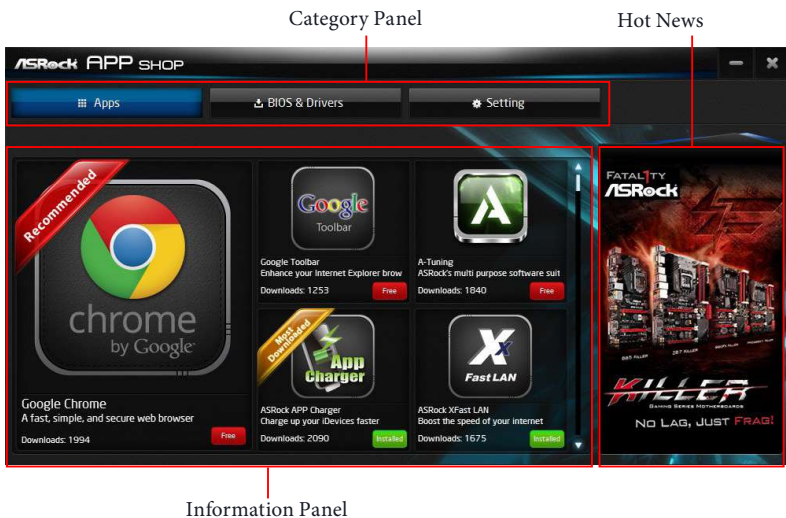 Category Panel
Hot News
ASRock APP SHOP
Apps
BIOS & Drivers
Setting
Recommended
chrome
by Google
Google Chrome
A fast, simple, and secure web browser
Downloads: 1994
Free
Google
Toolbar
Google Toolbar
Enhance your Internet Explorer brow
Downloads: 1253
Free
A-Tuning
ASRock's multi purpose software suit
Downloads: 1840
Free
Most
Downloaded
App
Charger
ASRock APP Charger
Charge up your iDevices faster
Downloads: 2090
Installed
Fast LAN
ASRock XFast LAN
Boost the speed of your internet
Downloads: 1675
Installed
FATAL1TY
ASRock
B85 KILLER
Z87 KILLER
KILLER
GAMING SERIES MOTHERBOARDS
NO LAG, JUST FRAG!
Information Panel